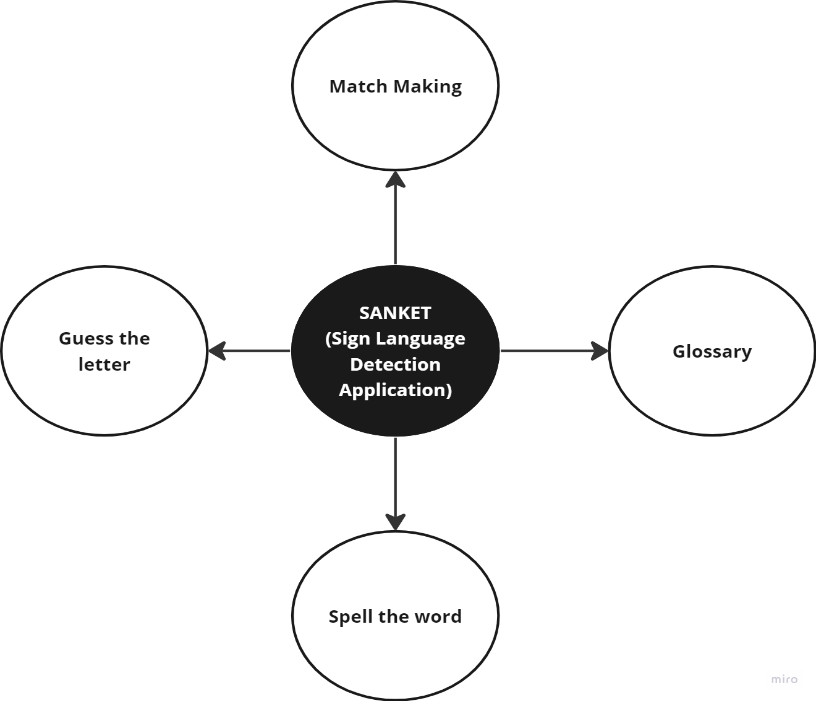 Match Making
Guess the
letter
SANKET
(Sign Language
Detection
Application)
Glossary
Spell the word
miro